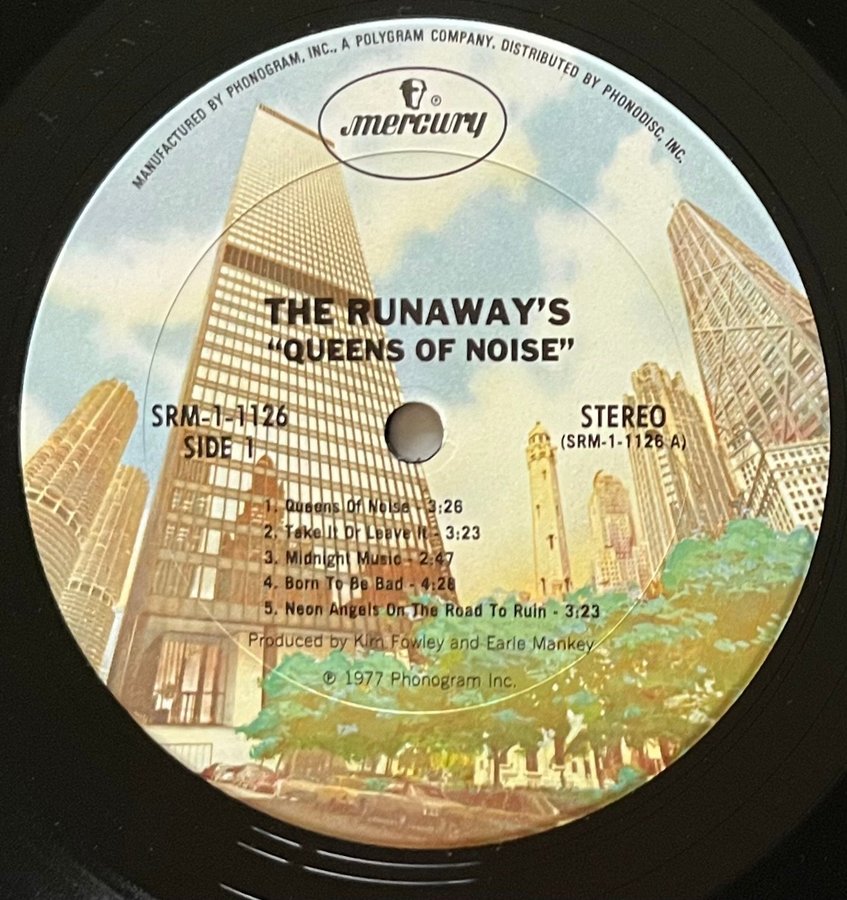 MANUFACTURED BY PHONOGRAM, INC., A POLYGRAM COMPANY, DISTRIBUTED BY PHONODISC, INC.
mercury ®
THE RUNAWAY'S
"QUEENS OF NOISE"
SRM-1-1126
SIDE 1
STEREO
(SRM-1-1126 A)
1. Queens Of Noise - 3:26
2. Take It Or Leave It - 3:23
3. Midnight Music - 2:47
4. Born To Be Bad - 4:28
5. Neon Angels On The Road To Ruin - 3:23
Produced by Kim Fowley and Earle Mankey
℗ 1977 Phonogram Inc.